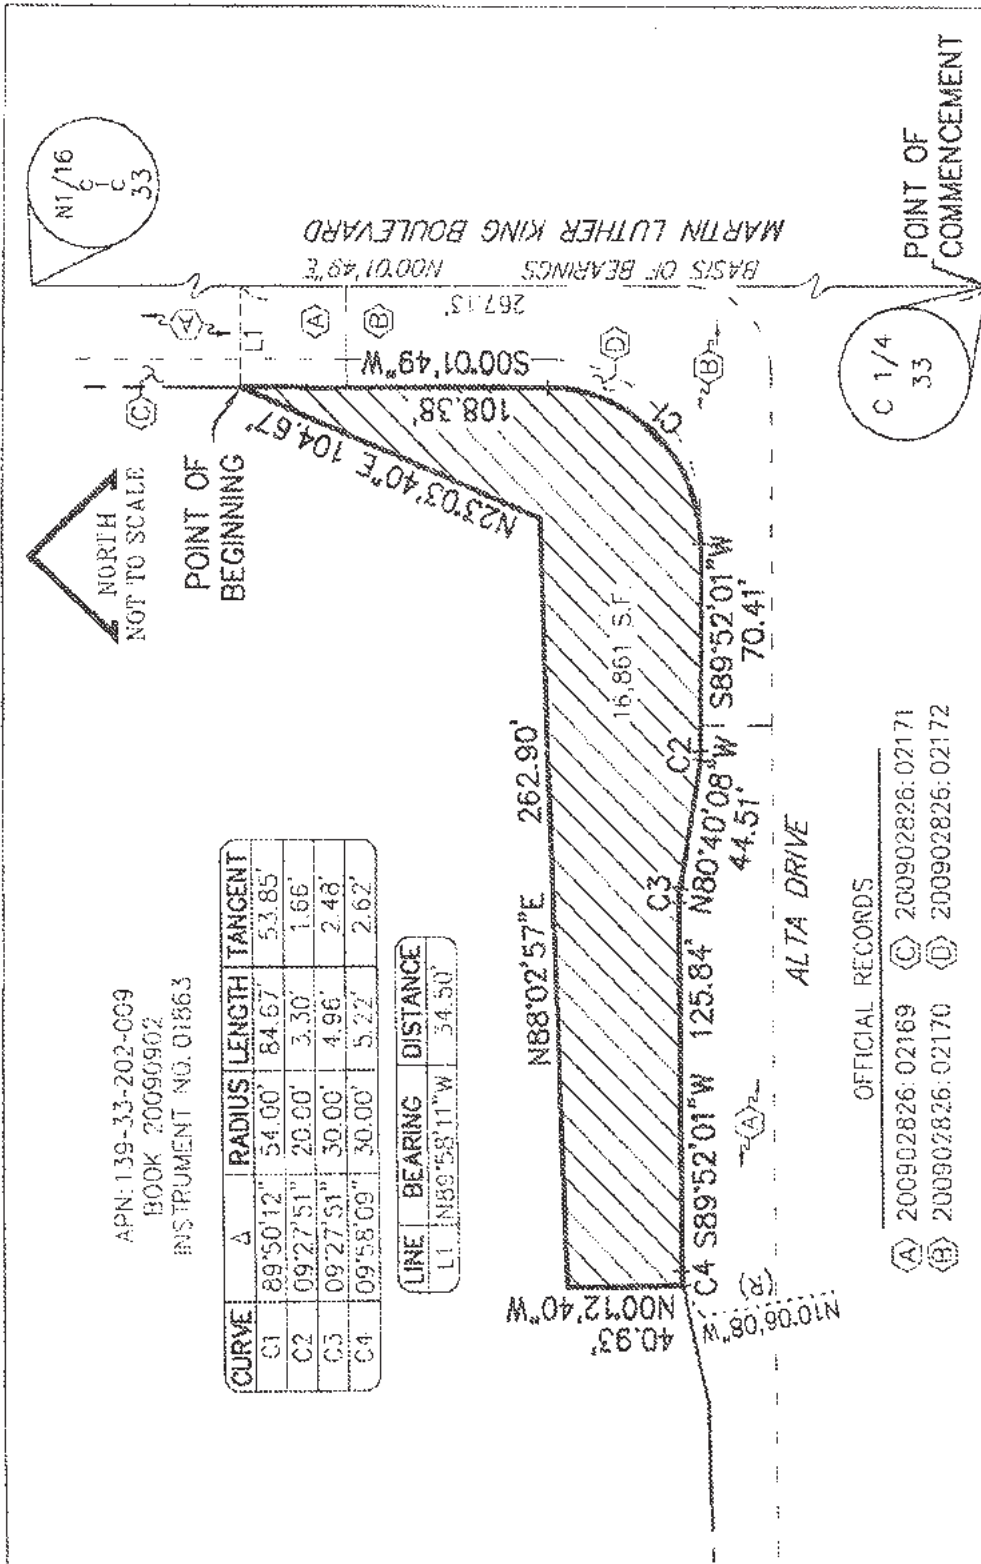 APN: 139-33-202-009
BOOK 20090902
INSTRUMENT NO. 01863
CURVE Δ RADIUS LENGTH TANGENT
C1 89°50'12" 54.00' 84.67' 53.85'
C2 09°27'51" 20.00' 3.30' 1.66'
C3 09°27'51" 30.00' 4.96' 2.48'
C4 09°58'09" 30.00' 5.22' 2.62'
LINE BEARING DISTANCE
L1 N89°58'11"W 34.50'
NORTH
NOT TO SCALE
POINT OF
BEGINNING
N1/16
C-C
33
C
A
L1
A
B
MARTIN LUTHER KING BOULEVARD
BASIS OF BEARINGS N00°01'49"E
267.13'
S00°01'49"W
108.38'
N23°03'40"E 104.67'
D
C1
B
N88°02'57"E 262.90'
16,861 S.F.
N00°12'40"W
40.93'
C4 S89°52'01"W 125.84'
C3
N80°40'08"W
44.51'
C2
S89°52'01"W
70.41'
(R)
N10°06'08"W
A
ALTA DRIVE
C 1/4
33
POINT OF
COMMENCEMENT
OFFICIAL RECORDS
A 200902826:02169 C 200902826:02171
B 200902826:02170 D 200902826:02172